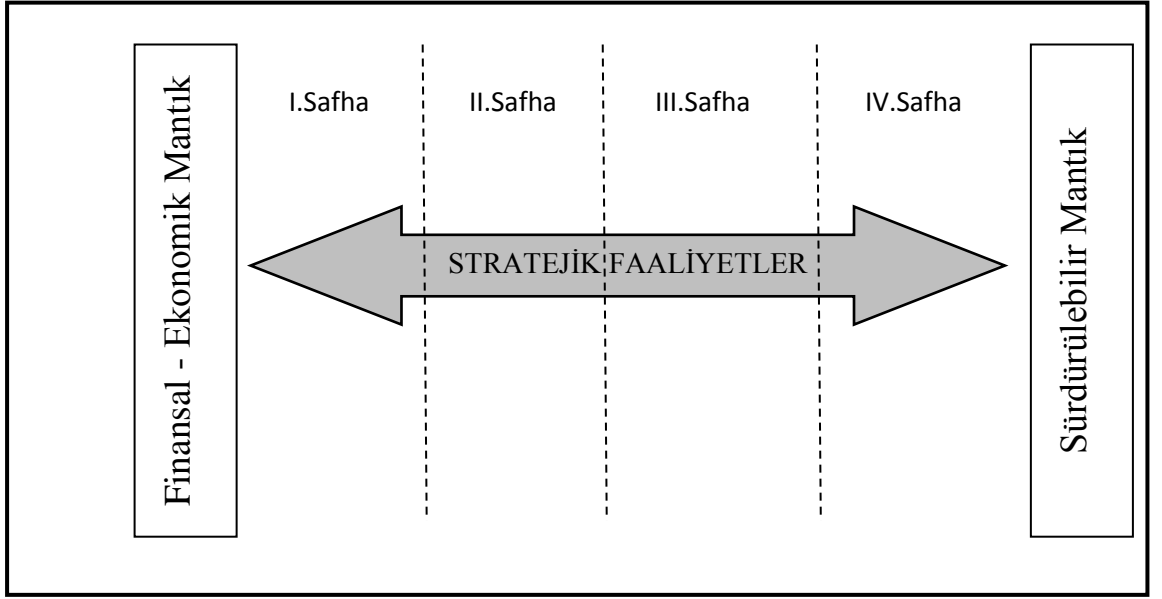 Finansal - Ekonomik Mantık
I.Safha
II.Safha
III.Safha
IV.Safha
STRATEJİK FAALİYETLER
Sürdürülebilir Mantık